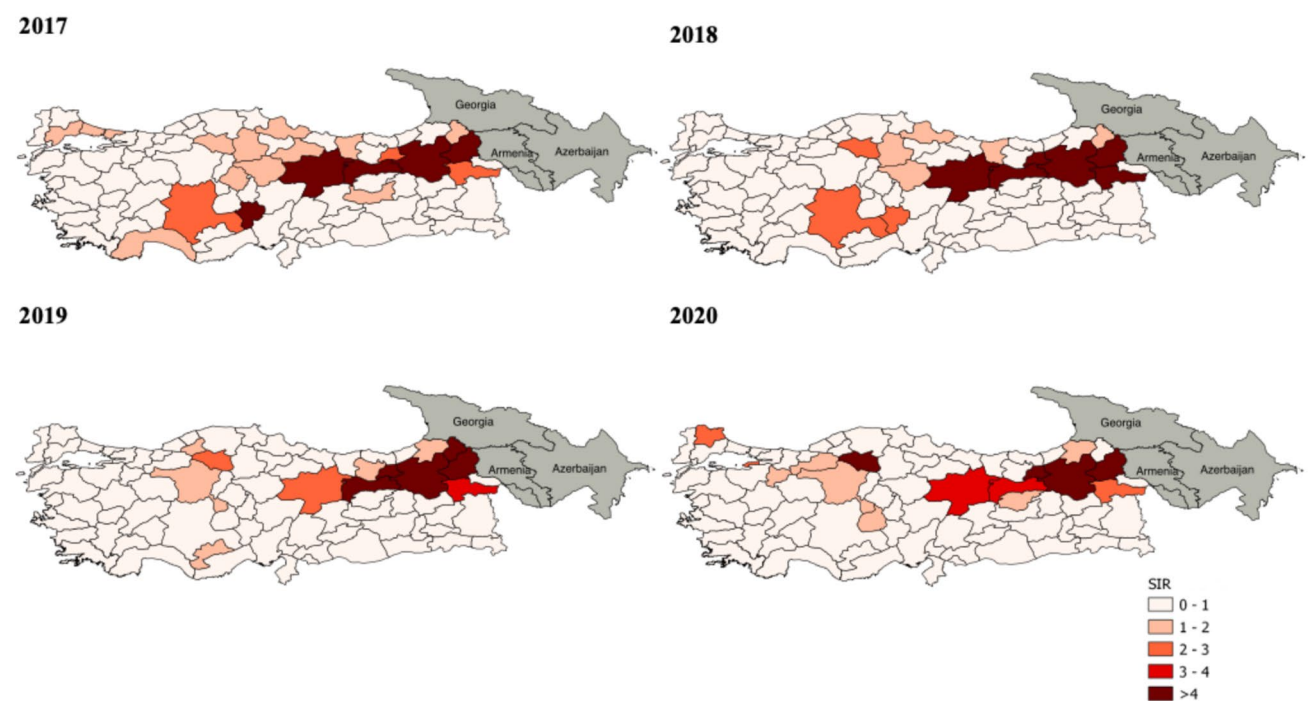 2017
2018
Georgia
Armenia
Azerbaijan
Georgia
Armenia
Azerbaijan
2019
2020
Georgia
Armenia
Azerbaijan
Georgia
Armenia
Azerbaijan
SIR
0 - 1
1 - 2
2 - 3
3 - 4
>4